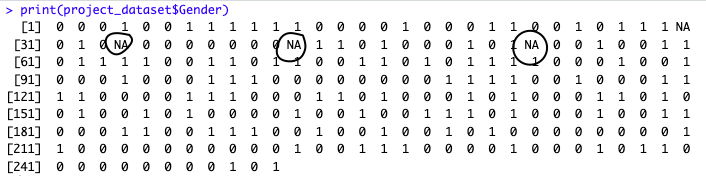 > print(project_dataset$Gender)
[1] 0 0 0 1 0 0 1 1 1 1 1 1 0 0 0 0 1 0 0 0 1 1 0 0 1 0 1 1 1 NA
[31] 0 1 0 NA 0 0 0 0 0 0 0 NA 1 1 0 1 0 0 0 1 0 1 NA 0 0 1 0 0 1 1
[61] 0 1 1 1 1 0 0 1 1 0 1 1 0 0 1 1 0 1 0 1 1 1 1 0 0 0 1 0 0 1
[91] 0 0 0 1 0 0 1 1 1 0 0 0 0 0 0 0 0 0 1 1 1 1 0 0 1 0 0 0 1 1
[121] 1 1 0 0 0 0 1 1 1 0 0 0 1 1 0 1 0 0 0 1 0 1 0 0 0 1 1 0 1 0
[151] 0 1 0 0 1 0 1 0 0 0 0 1 0 0 1 0 0 1 1 1 0 1 0 0 0 0 1 1 0 1
[181] 0 0 0 1 1 0 0 1 1 1 0 0 1 0 0 1 0 0 1 0 1 0 0 0 0 0 0 0 0 1
[211] 1 0 0 0 0 0 0 0 0 0 0 1 0 0 1 1 1 0 0 0 0 1 0 0 0 1 0 1 1 0
[241] 0 0 0 0 0 0 0 0 1 0 1